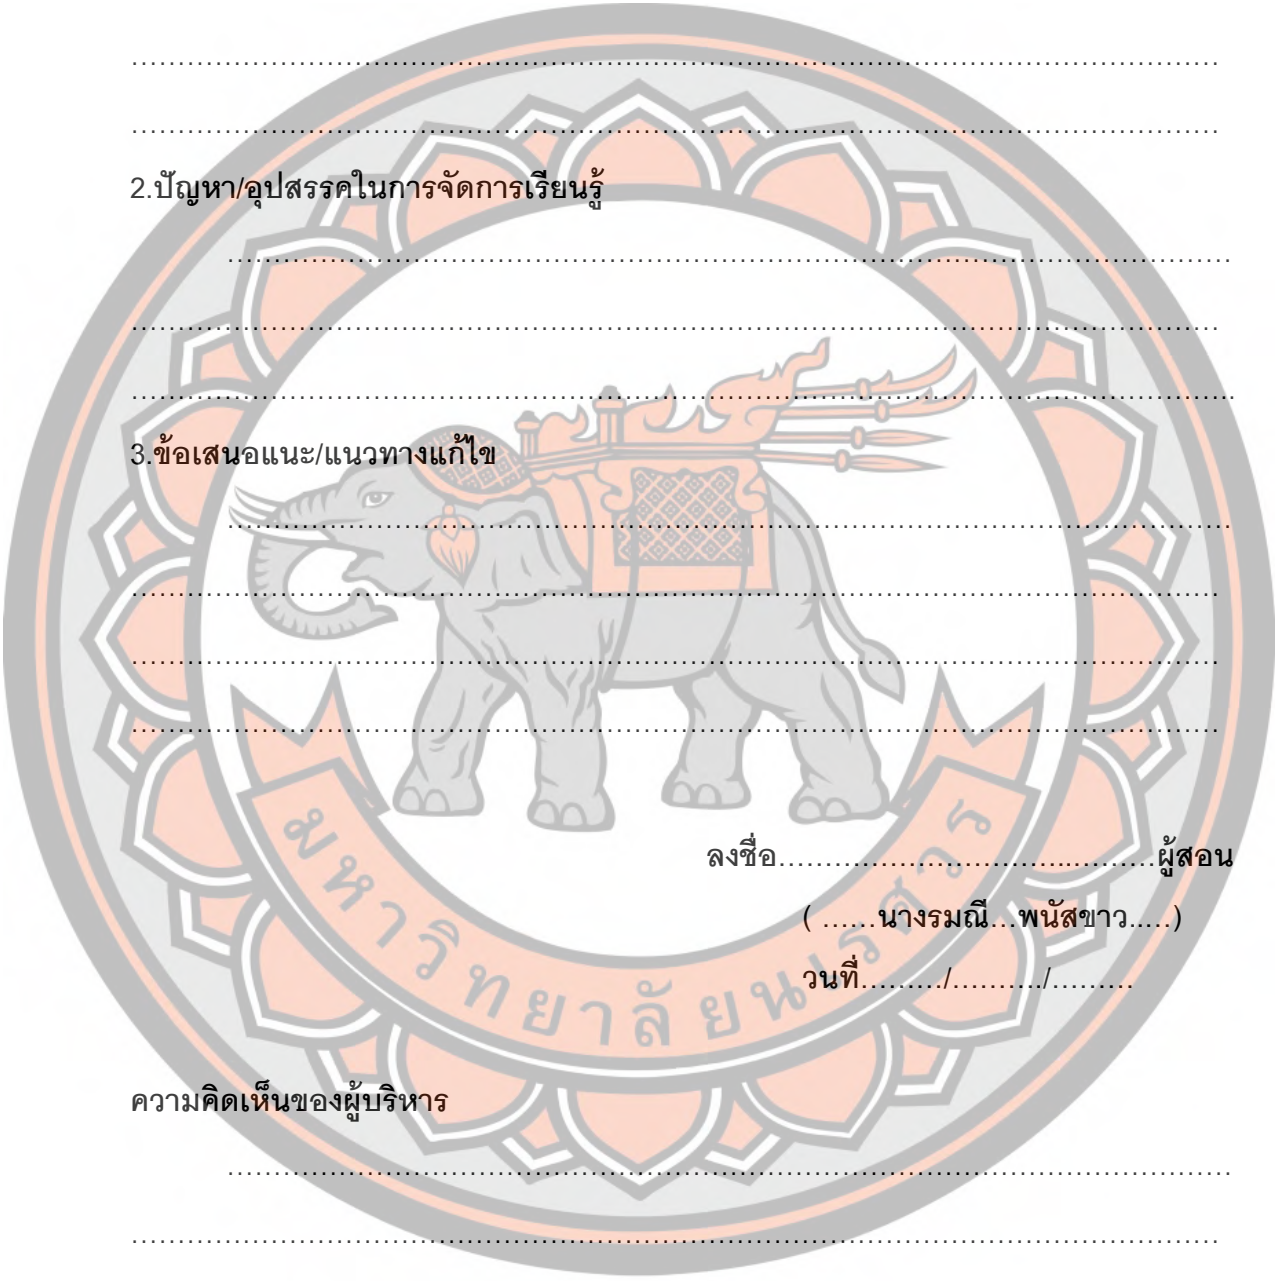 ………………………………………………………………………………………………
………………………………………………………………………………………………
2.ปัญหา/อุปสรรคในการจัดการเรียนรู้
………………………………………………………………………………………
………………………………………………………………………………………………
………………………………………………………………………………………………..
3.ข้อเสนอแนะ/แนวทางแก้ไข
………………………………………………………………………………………
………………………………………………………………………………………………
………………………………………………………………………………………………
………………………………………………………………………………………………
ลงชื่อ…………………………...………ผู้สอน
( ……นางรมณี…พนัสขาว..…)
วนที่………/………./………
มหาวิทยาลัยนเรศวร
ความคิดเห็นของผู้บริหาร
………………………………………………………………………………………
………………………………………………………………………………………………